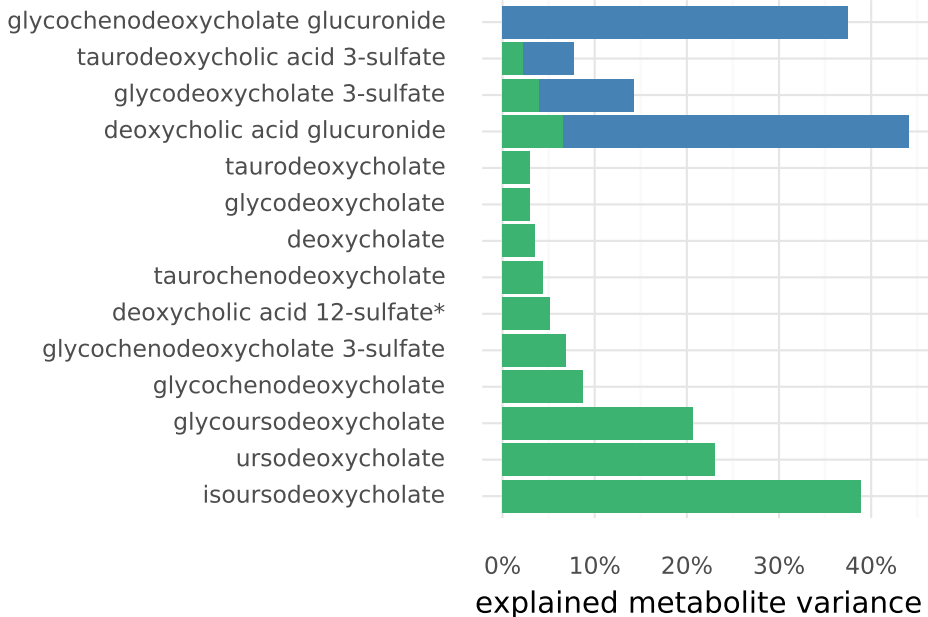 glycochenodeoxycholate glucuronide
taurodeoxycholic acid 3-sulfate
glycodeoxycholate 3-sulfate
deoxycholic acid glucuronide
taurodeoxycholate
glycodeoxycholate
deoxycholate
taurochenodeoxycholate
deoxycholic acid 12-sulfate*
glycochenodeoxycholate 3-sulfate
glycochenodeoxycholate
glycoursodeoxycholate
ursodeoxycholate
isoursodeoxycholate
0% 10% 20% 30% 40%
explained metabolite variance